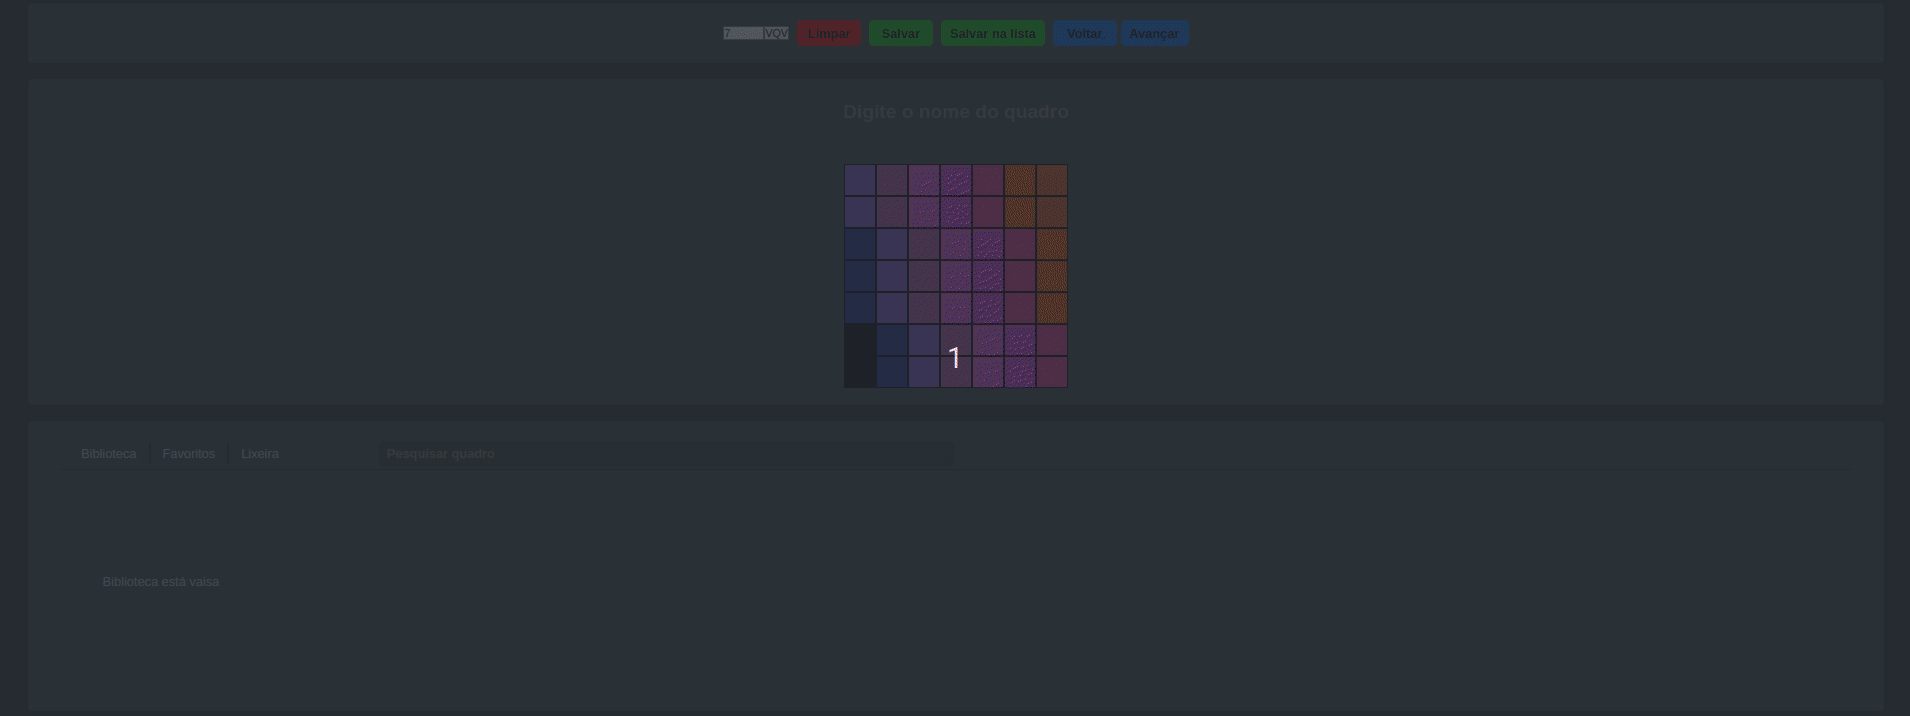 7 VQV Limpar Salvar Salvar na lista Voltar Avançar
Digite o nome do quadro
1
Biblioteca Favoritos Lixeira Pesquisar quadro
Biblioteca está vaisa